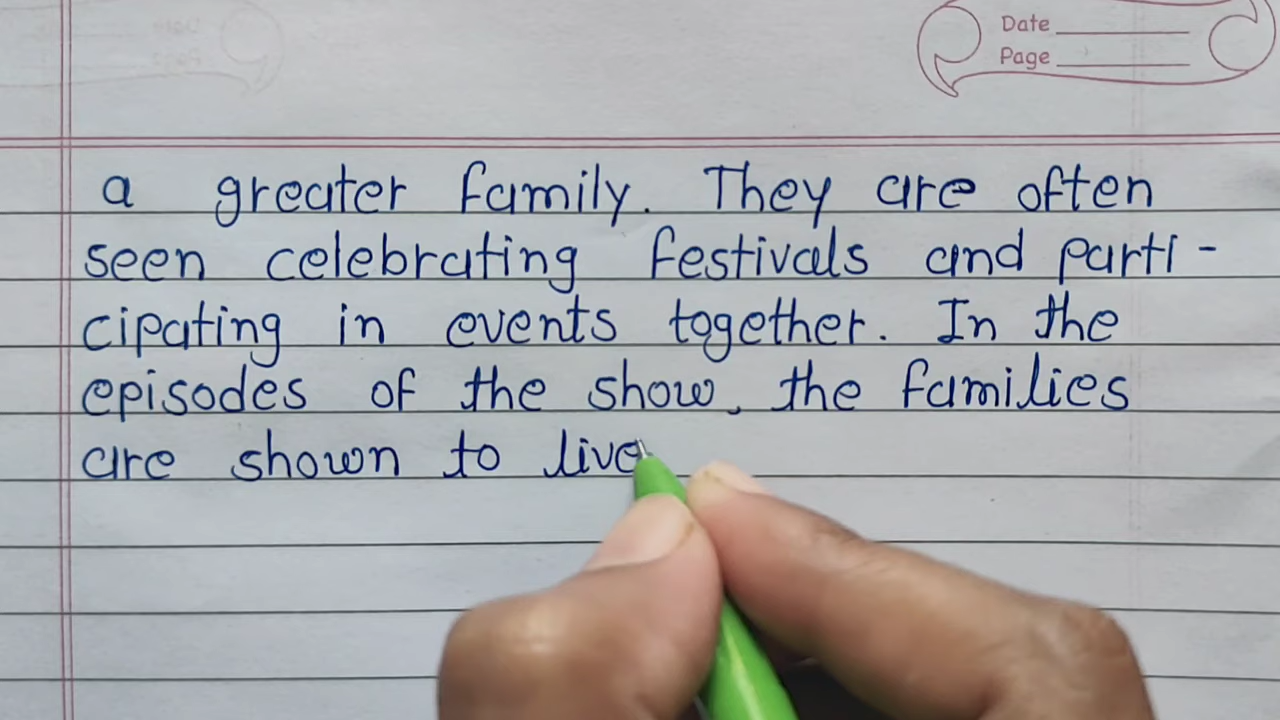 Date
Page
a greater family. They are often
seen celebrating festivals and parti-
cipating in events together. In the
episodes of the show, the families
are shown to live